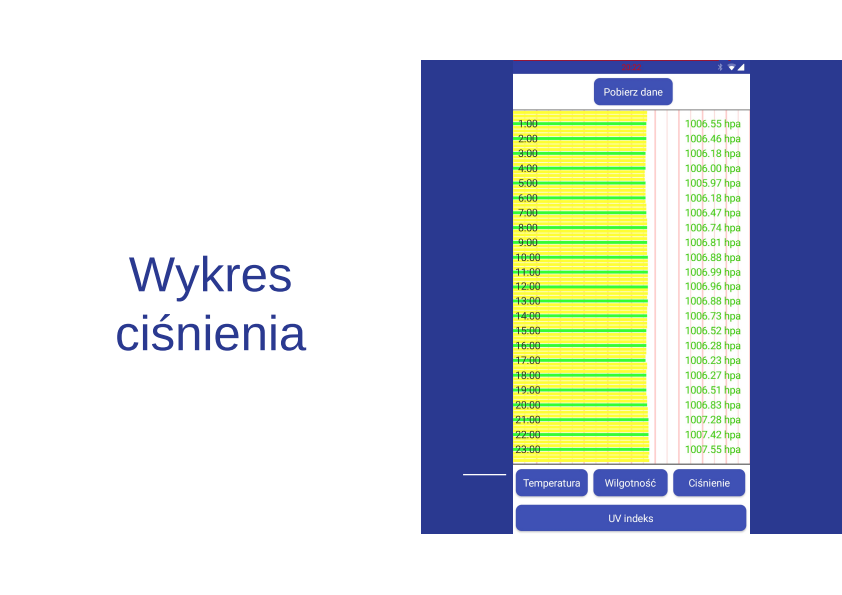 Wykres
ciśnienia
Pobierz dane
1:00 1006.55 hpa
2:00 1006.46 hpa
3:00 1006.18 hpa
4:00 1006.00 hpa
5:00 1005.97 hpa
6:00 1006.18 hpa
7:00 1006.47 hpa
8:00 1006.74 hpa
9:00 1006.81 hpa
10:00 1006.88 hpa
11:00 1006.99 hpa
12:00 1006.96 hpa
13:00 1006.88 hpa
14:00 1006.73 hpa
15:00 1006.52 hpa
16:00 1006.28 hpa
17:00 1006.23 hpa
18:00 1006.27 hpa
19:00 1006.51 hpa
20:00 1006.83 hpa
21:00 1007.28 hpa
22:00 1007.42 hpa
23:00 1007.55 hpa
Temperatura Wilgotność Ciśnienie
UV indeks